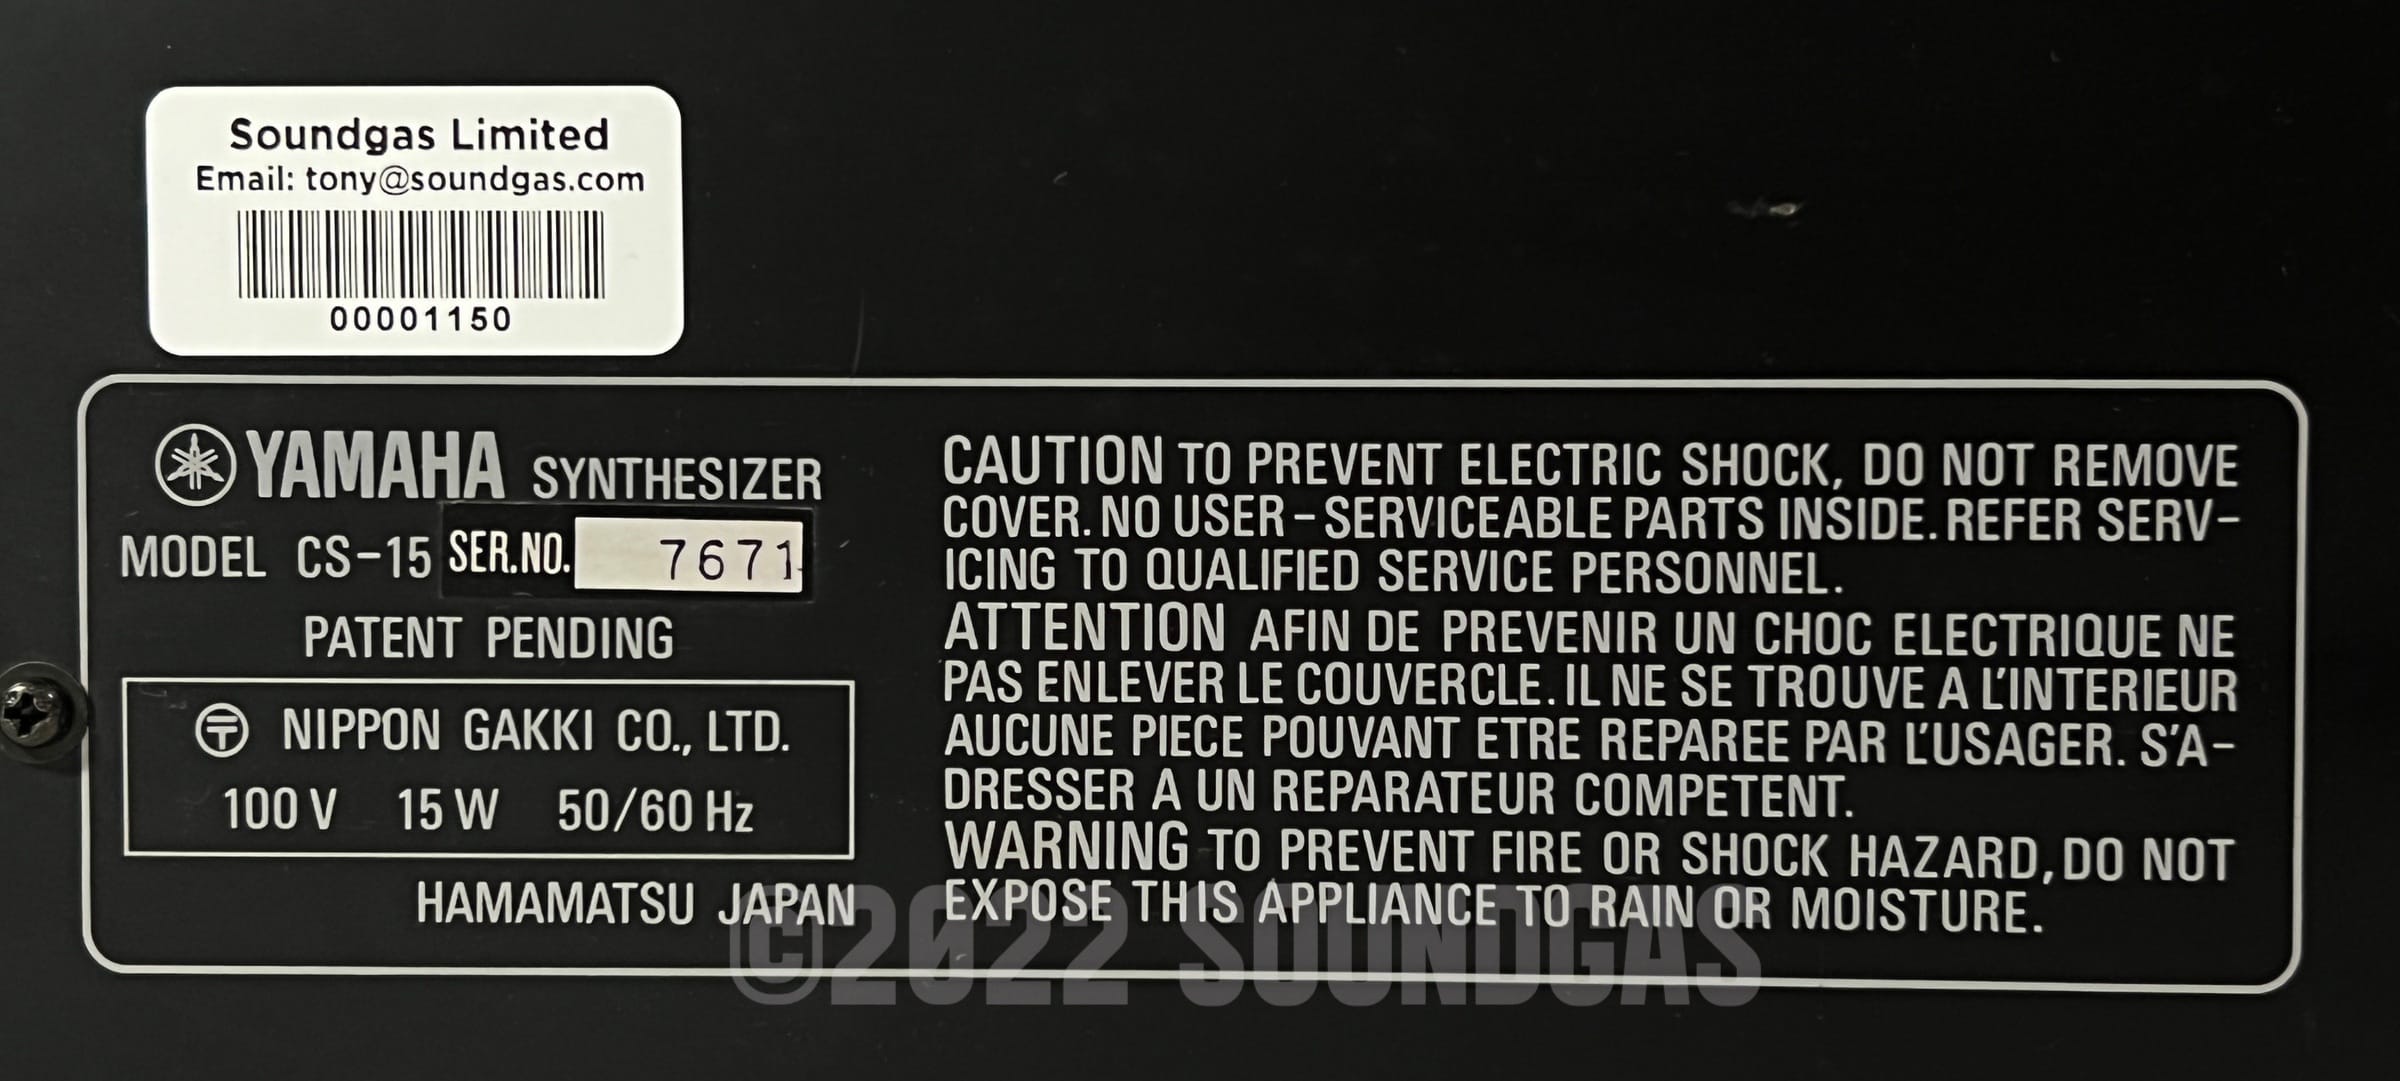 Soundgas Limited
Email: tony@soundgas.com
00001150
YAMAHA SYNTHESIZER
MODEL CS-15 SER.NO. 7671
PATENT PENDING
NIPPON GAKKI CO., LTD.
100 V 15 W 50/60 Hz
HAMAMATSU JAPAN
CAUTION TO PREVENT ELECTRIC SHOCK, DO NOT REMOVE
COVER. NO USER-SERVICEABLE PARTS INSIDE. REFER SERV-
ICING TO QUALIFIED SERVICE PERSONNEL.
ATTENTION AFIN DE PREVENIR UN CHOC ELECTRIQUE NE
PAS ENLEVER LE COUVERCLE. IL NE SE TROUVE A L'INTERIEUR
AUCUNE PIECE POUVANT ETRE REPAREE PAR L'USAGER. S'A-
DRESSER A UN REPARATEUR COMPETENT.
WARNING TO PREVENT FIRE OR SHOCK HAZARD, DO NOT
EXPOSE THIS APPLIANCE TO RAIN OR MOISTURE.
©2022 SOUNDGAS